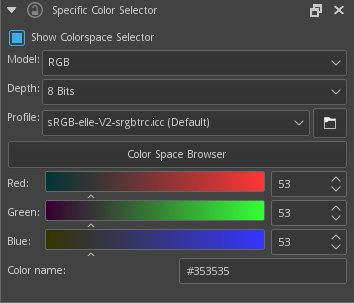 Specific Color Selector
Show Colorspace Selector
Model: RGB
Depth: 8 Bits
Profile: sRGB-elle-V2-srgbtrc.icc (Default)
Color Space Browser
Red: 53
Green: 53
Blue: 53
Color name: #353535